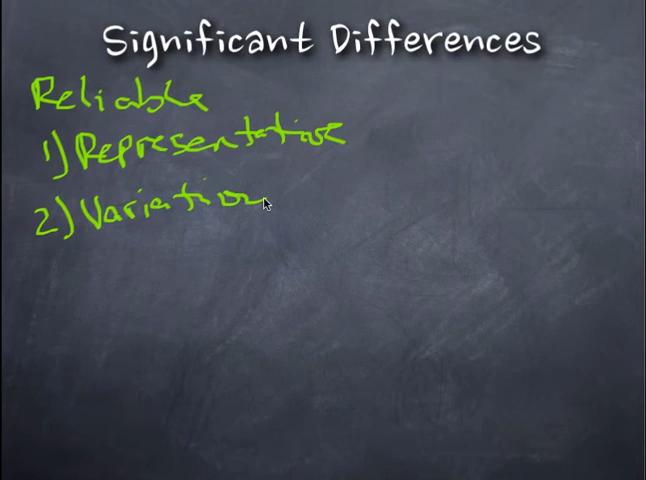 Significant Differences
Reliable
1) Representative
2) Variation